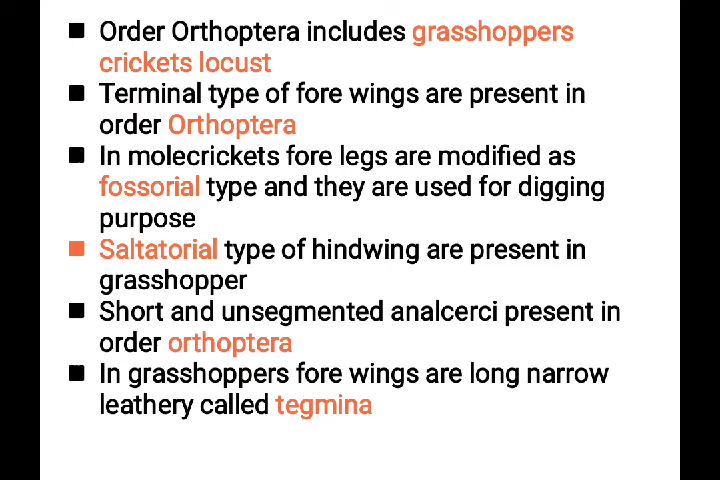 Order Orthoptera includes grasshoppers
crickets locust
Terminal type of fore wings are present in
order Orthoptera
In molecrickets fore legs are modified as
fossorial type and they are used for digging
purpose
Saltatorial type of hindwing are present in
grasshopper
Short and unsegmented analcerci present in
order orthoptera
In grasshoppers fore wings are long narrow
leathery called tegmina